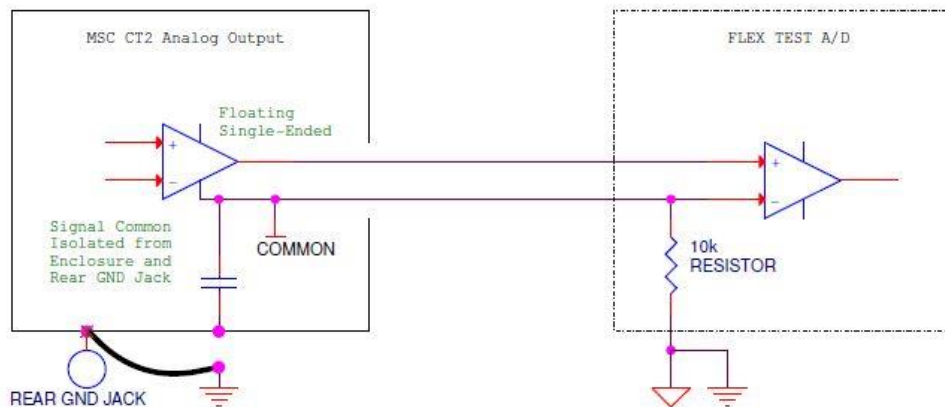 MSC CT2 Analog Output
Floating
Single-Ended
+
-
Signal Common
Isolated from
Enclosure and
Rear GND Jack
COMMON
REAR GND JACK
FLEX TEST A/D
+
-
10k
RESISTOR